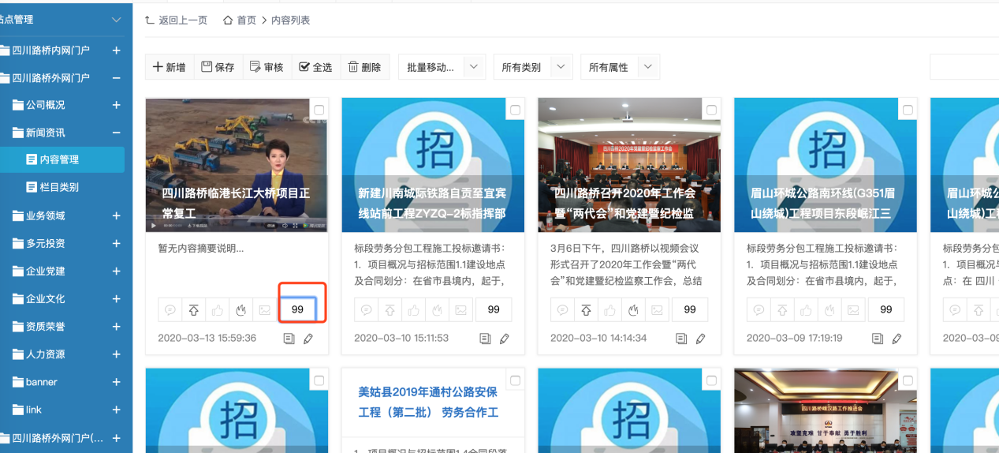 站点管理
四川路桥内网门户
四川路桥外网门户
公司概况
新闻资讯
内容管理
栏目类别
业务领域
多元投资
企业党建
企业文化
资质荣誉
人力资源
banner
link
四川路桥外网门户(...
返回上一页 首页 > 内容列表
新增 保存 审核 全选 删除 批量移动... 所有类别 所有属性
四川路桥临港长江大桥项目正
常复工
暂无内容摘要说明...
99
2020-03-13 15:59:36
招
新建川南城际铁路自贡至宜宾
线站前工程ZYZQ-2标指挥部
标段劳务分包工程施工投标邀请书：
1．项目概况与招标范围1.1建设地点
及合同划分：在省市县境内，起于，
99
2020-03-10 15:11:53
四川路桥2020年党建暨纪检监察工作会
四川路桥召开2020年工作会
暨“两代会”和党建暨纪检监
3月6日下午，四川路桥以视频会议
形式召开了2020年工作会暨“两代
会”和党建暨纪检监察工作会，总结
99
2020-03-10 14:14:34
招
眉山环城公路南环线(G351眉
山绕城)工程项目东段岷江三
标段劳务分包工程施工投标邀请书：
1．项目概况与招标范围1.1建设地点
及合同划分：在省市县境内，起于，
99
2020-03-09 17:19:19
眉山环城公
山绕城)工程
标段劳务分包
1．项目概况
点：在 四川
2020-03-09
招
美姑县2019年通村公路安保
工程（第二批） 劳务合作工
1．项目概况与招标范围1.4合同段落
招
攻坚克难 甘于奉献 勇于胜利